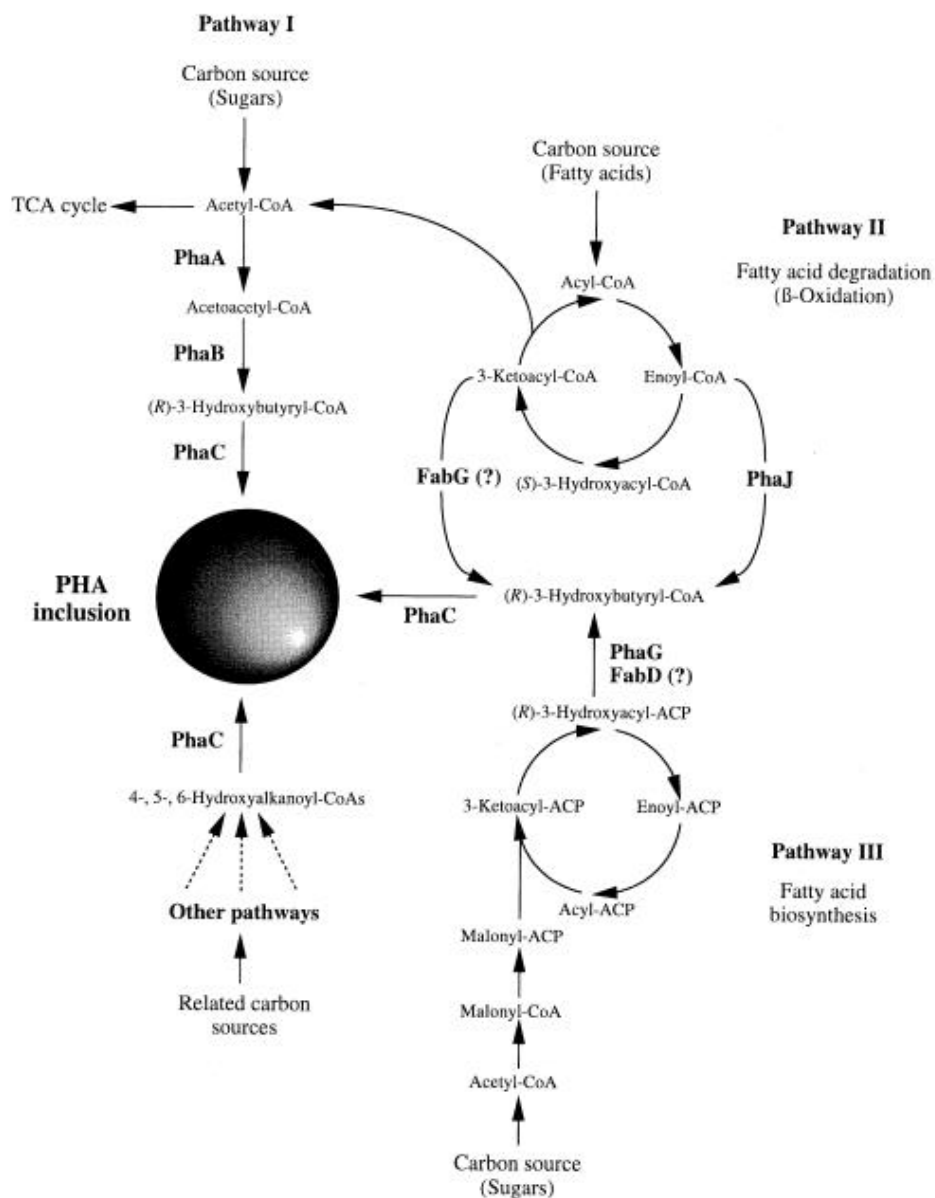 Pathway I
Carbon source
(Sugars)
TCA cycle
Acetyl-CoA
PhaA
Acetoacetyl-CoA
PhaB
(R)-3-Hydroxybutyryl-CoA
PhaC
PHA
inclusion
PhaC
4-, 5-, 6-Hydroxyalkanoyl-CoAs
Other pathways
Related carbon
sources
Carbon source
(Fatty acids)
Pathway II
Fatty acid degradation
(ß-Oxidation)
Acyl-CoA
3-Ketoacyl-CoA
Enoyl-CoA
(S)-3-Hydroxyacyl-CoA
FabG (?)
PhaJ
(R)-3-Hydroxybutyryl-CoA
PhaC
PhaG
FabD (?)
(R)-3-Hydroxyacyl-ACP
3-Ketoacyl-ACP
Enoyl-ACP
Acyl-ACP
Pathway III
Fatty acid
biosynthesis
Malonyl-ACP
Malonyl-CoA
Acetyl-CoA
Carbon source
(Sugars)